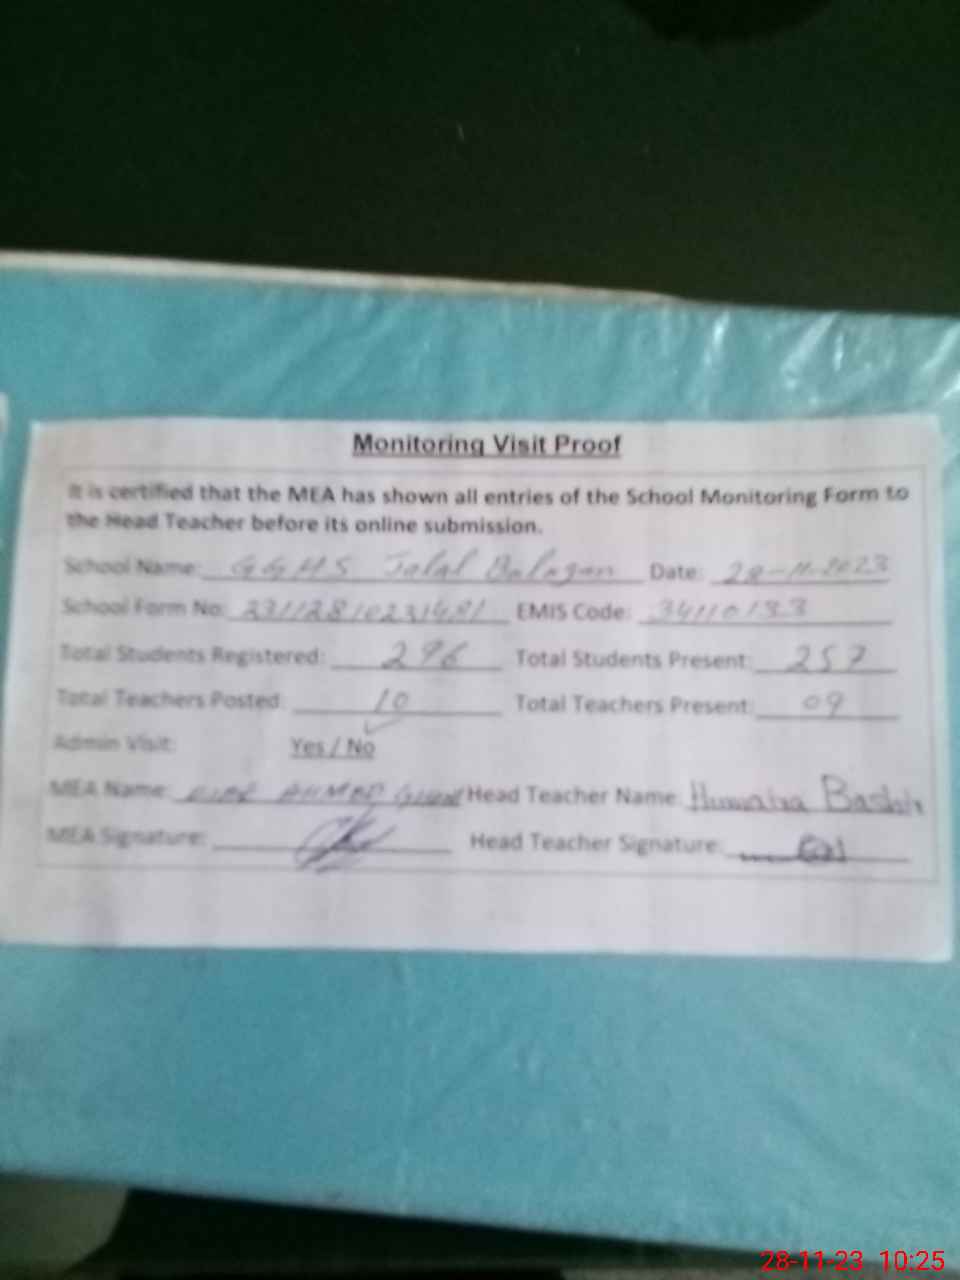 Monitoring Visit Proof
It is certified that the MEA has shown all entries of the School Monitoring Form to
the Head Teacher before its online submission.
School Name: GGHS Jalal Balagan Date: 28-11-2023
School Form No: EMIS Code: 34110133
Total Students Registered: 296 Total Students Present: 257
Total Teachers Posted: 10 Total Teachers Present: 09
Admin Visit: Yes / No
MEA Name: AHMED Head Teacher Name: Humaira Bashir
MEA Signature: Head Teacher Signature:
28-11-23 10:25